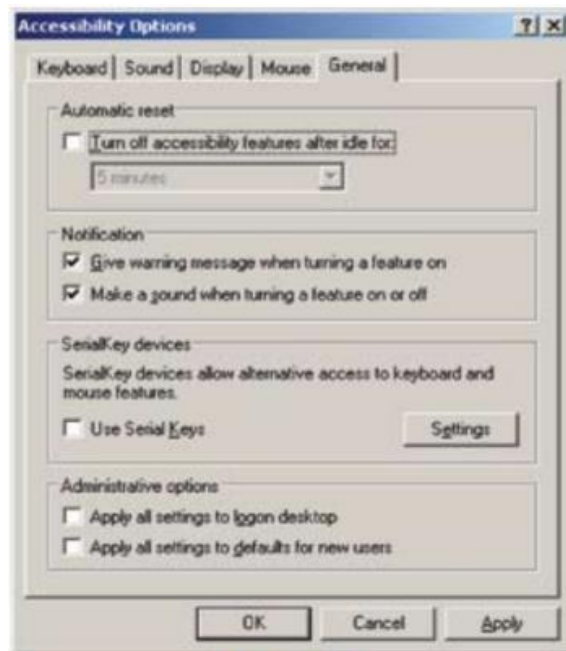 Accessibility Options
Keyboard Sound Display Mouse General
Automatic reset
Turn off accessibility features after idle for:
5 minutes
Notification
Give warning message when turning a feature on
Make a sound when turning a feature on or off
SerialKey devices
SerialKey devices allow alternative access to keyboard and
mouse features.
Use Serial Keys
Settings
Administrative options
Apply all settings to logon desktop
Apply all settings to defaults for new users
OK Cancel Apply